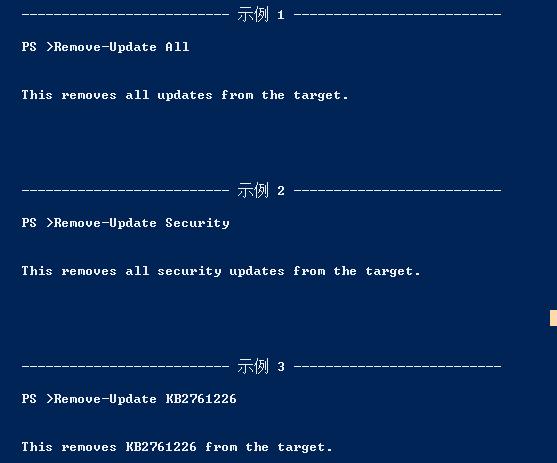 -------------------------- 示例 1 --------------------------
PS >Remove-Update All
This removes all updates from the target.
-------------------------- 示例 2 --------------------------
PS >Remove-Update Security
This removes all security updates from the target.
-------------------------- 示例 3 --------------------------
PS >Remove-Update KB2761226
This removes KB2761226 from the target.